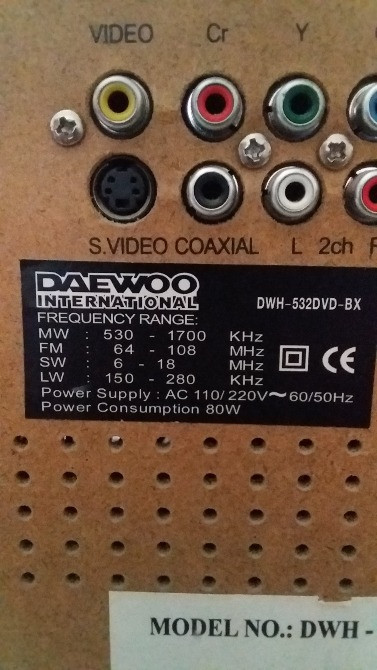 VIDEO Cr Y
S.VIDEO COAXIAL L 2ch
DAEWOO
INTERNATIONAL DWH-532DVD-BX
FREQUENCY RANGE:
MW : 530 - 1700 KHz
FM : 64 - 108 MHz
SW : 6 - 18 MHz
LW : 150 - 280 KHz
CE
Power Supply : AC 110/220V~60/50Hz
Power Consumption 80W
MODEL NO.: DWH -